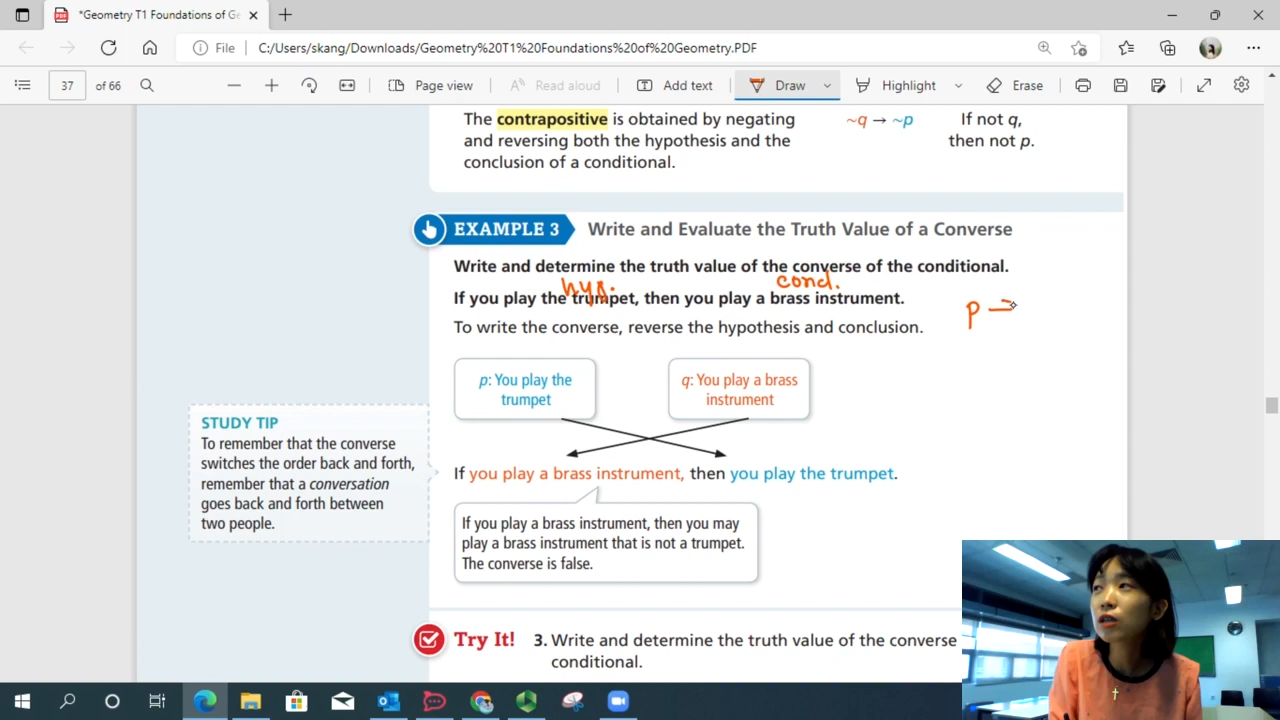 *Geometry T1 Foundations of Ge
File
C:/Users/skang/Downloads/Geometry%20T1%20Foundations%20of%20Geometry.PDF
37
of 66
Page view
Read aloud
Add text
Draw
Highlight
Erase
The contrapositive is obtained by negating
and reversing both the hypothesis and the
conclusion of a conditional.
~q → ~p
If not q,
then not p.
EXAMPLE 3
Write and Evaluate the Truth Value of a Converse
Write and determine the truth value of the converse of the conditional.
hyp.
cond.
If you play the trumpet, then you play a brass instrument.
p →
To write the converse, reverse the hypothesis and conclusion.
p: You play the
trumpet
q: You play a brass
instrument
STUDY TIP
To remember that the converse
switches the order back and forth,
remember that a conversation
goes back and forth between
two people.
If you play a brass instrument, then you play the trumpet.
If you play a brass instrument, then you may
play a brass instrument that is not a trumpet.
The converse is false.
Try It!
3. Write and determine the truth value of the converse
conditional.